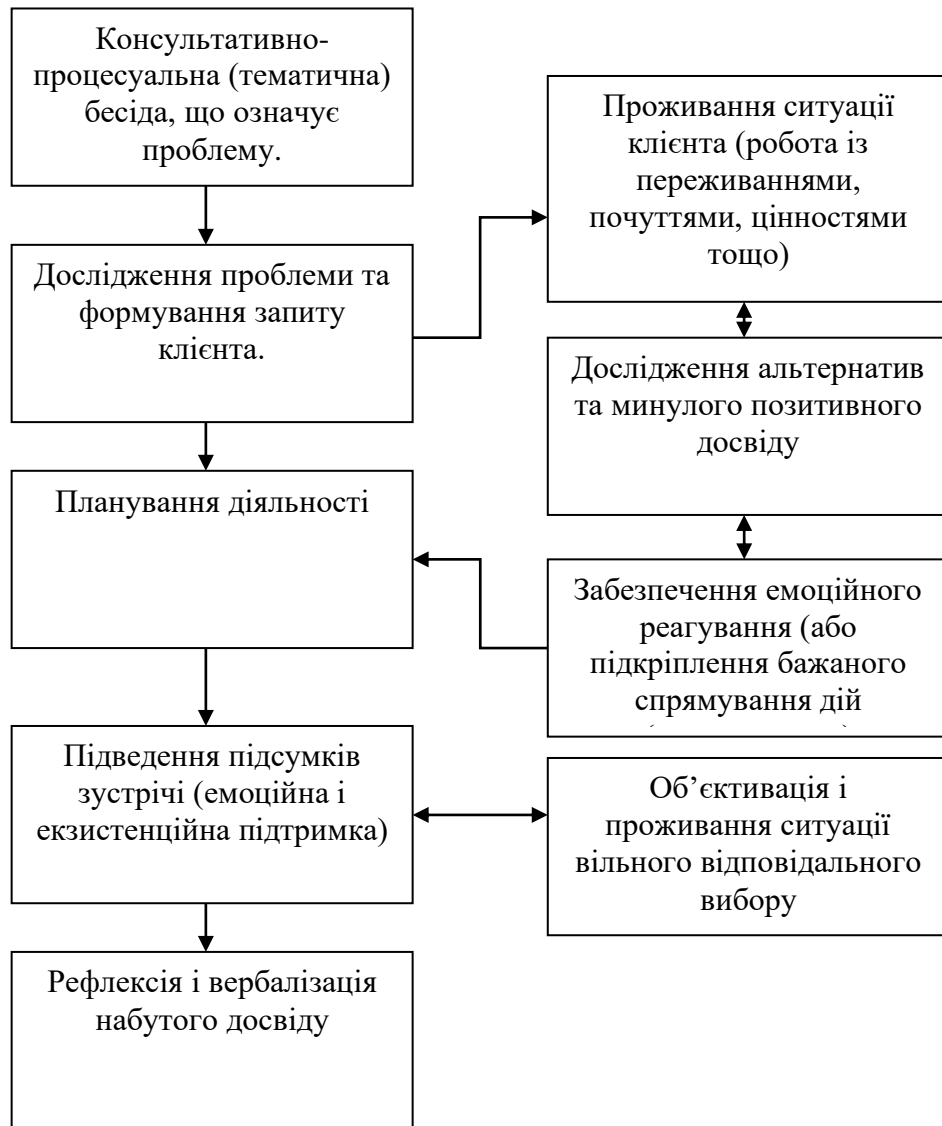 Консультативно-
процесуальна (тематична)
бесіда, що означує
проблему.
Дослідження проблеми та
формування запиту
клієнта.
Планування діяльності
Підведення підсумків
зустрічі (емоційна і
екзистенційна підтримка)
Рефлексія і вербалізація
набутого досвіду
Проживання ситуації
клієнта (робота із
переживаннями,
почуттями, цінностями
тощо)
Дослідження альтернатив
та минулого позитивного
досвіду
Забезпечення емоційного
реагування (або
підкріплення бажаного
спрямування дій
Об’єктивація і
проживання ситуації
вільного відповідального
вибору